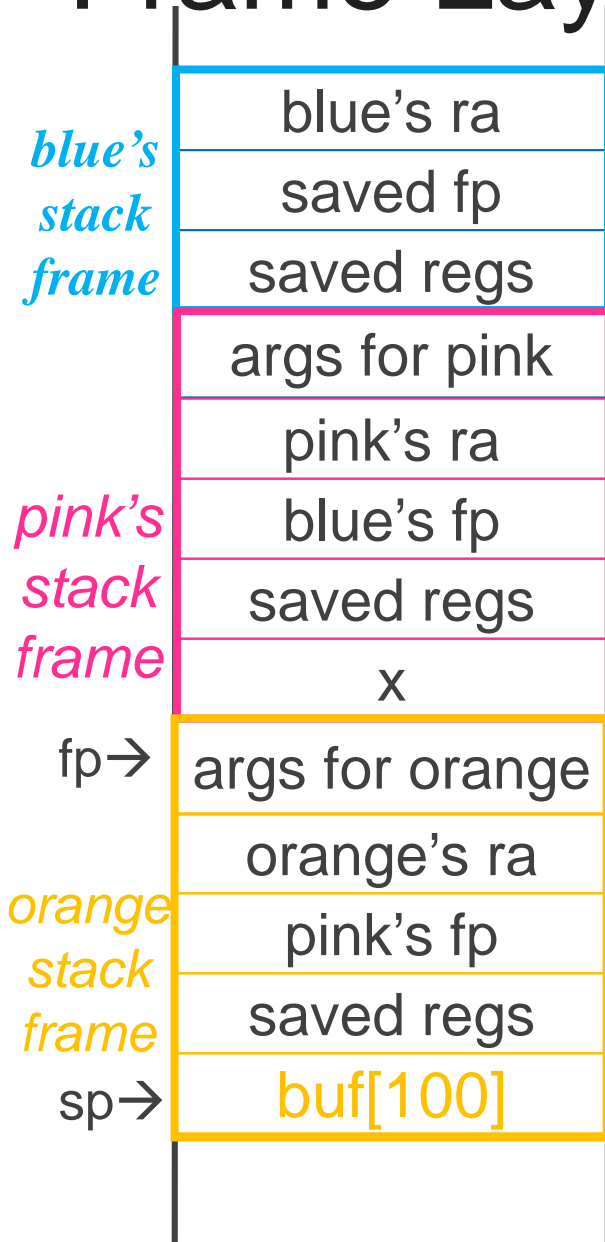 blue's ra
blue's
stack
frame
saved fp
saved regs
args for pink
pink's ra
pink's
stack
frame
blue's fp
saved regs
x
fp→
args for orange
orange's ra
orange
stack
frame
pink's fp
saved regs
sp→
buf[100]